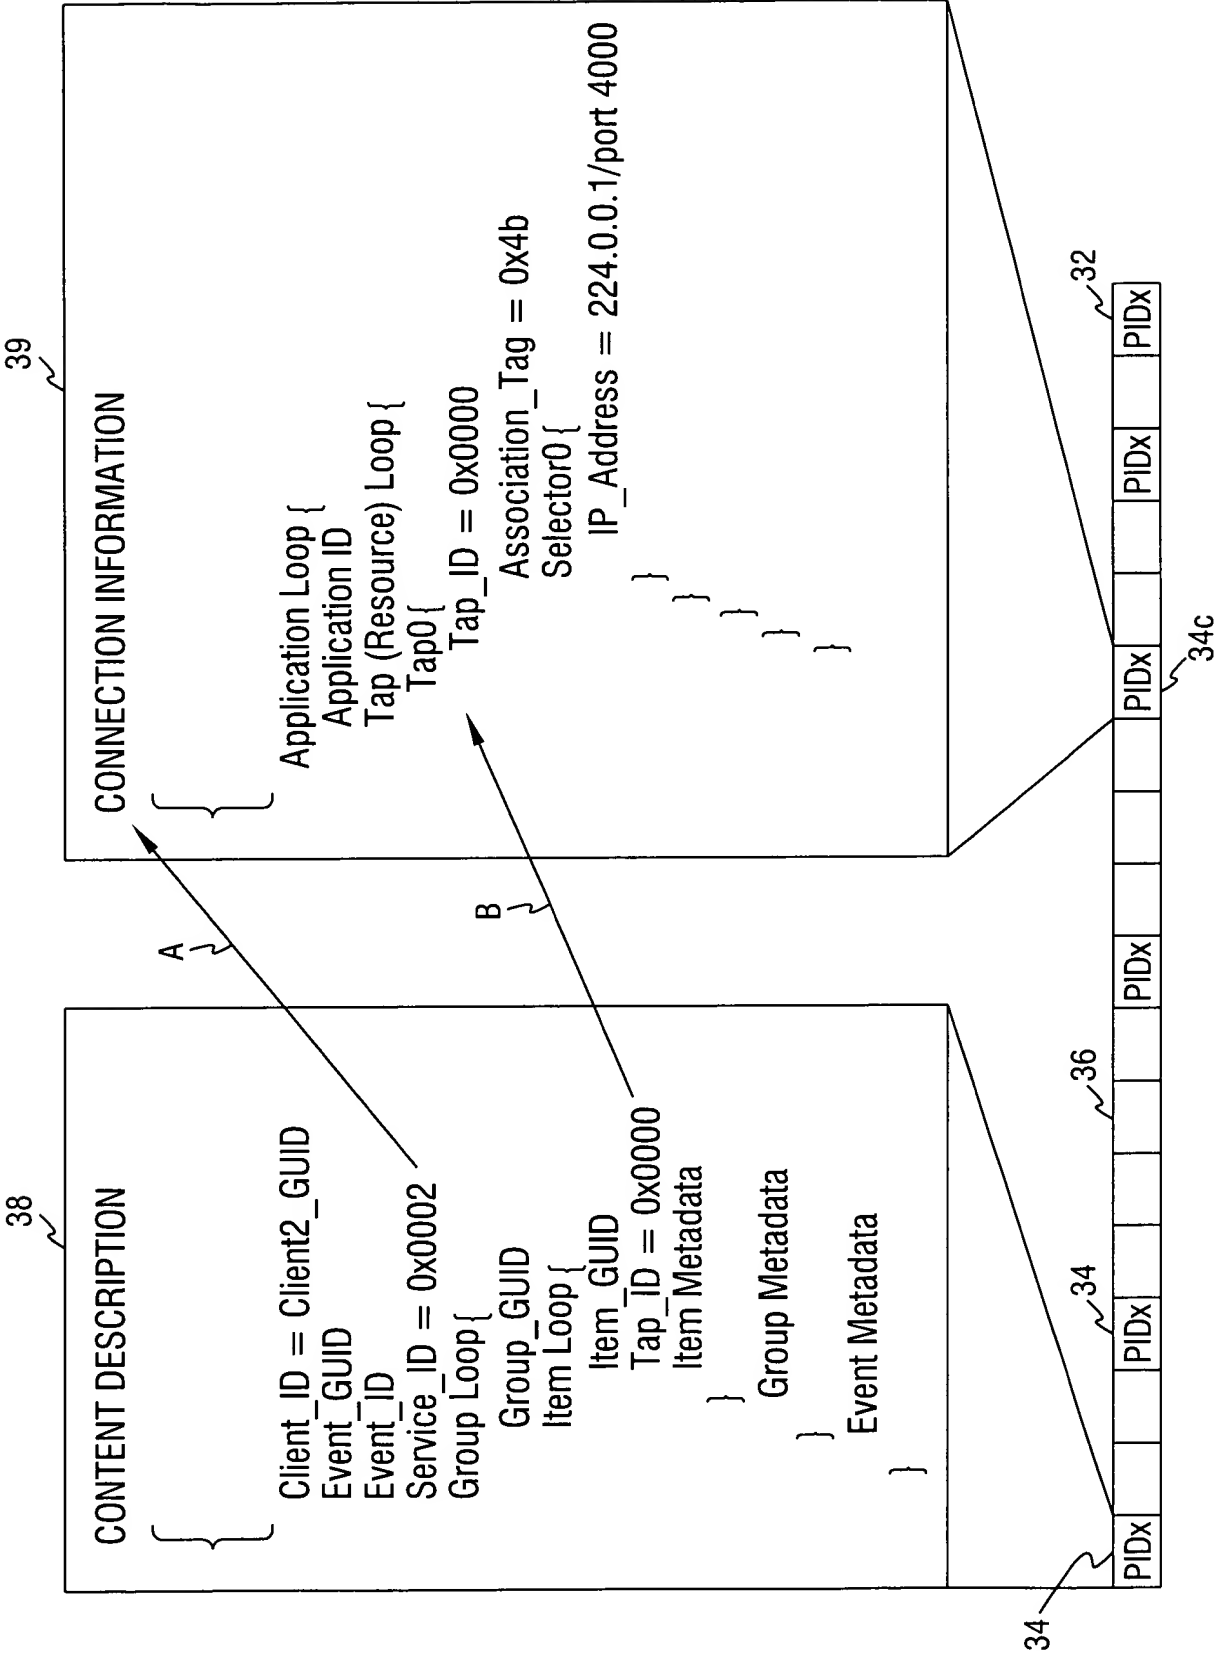 38
CONTENT DESCRIPTION
{
Client_ID = Client2_GUID
Event_GUID
Event_ID
Service_ID = 0x0002
Group Loop{
Group_GUID
Item Loop{
Item_GUID
Tap_ID = 0x0000
Item Metadata
}
Group Metadata
}
Event Metadata
}
A
B
39
CONNECTION INFORMATION
{
Application Loop{
Application ID
Tap (Resource) Loop{
Tap0{
Tap_ID = 0x0000
Association_Tag = 0x4b
Selector0{
IP_Address = 224.0.0.1/port 4000
}
}
}
}
}
34
34
36
34c
32
PIDx PIDx PIDx PIDx PIDx PIDx